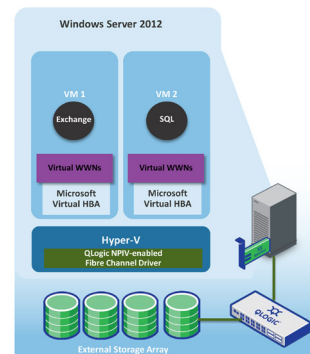 Windows Server 2012
VM 1
VM 2
Exchange
SQL
Virtual WWNs
Virtual WWNs
Microsoft
Virtual HBA
Microsoft
Virtual HBA
Hyper-V
QLogic NPIV-enabled
Fibre Channel Driver
QLOGIC
External Storage Array